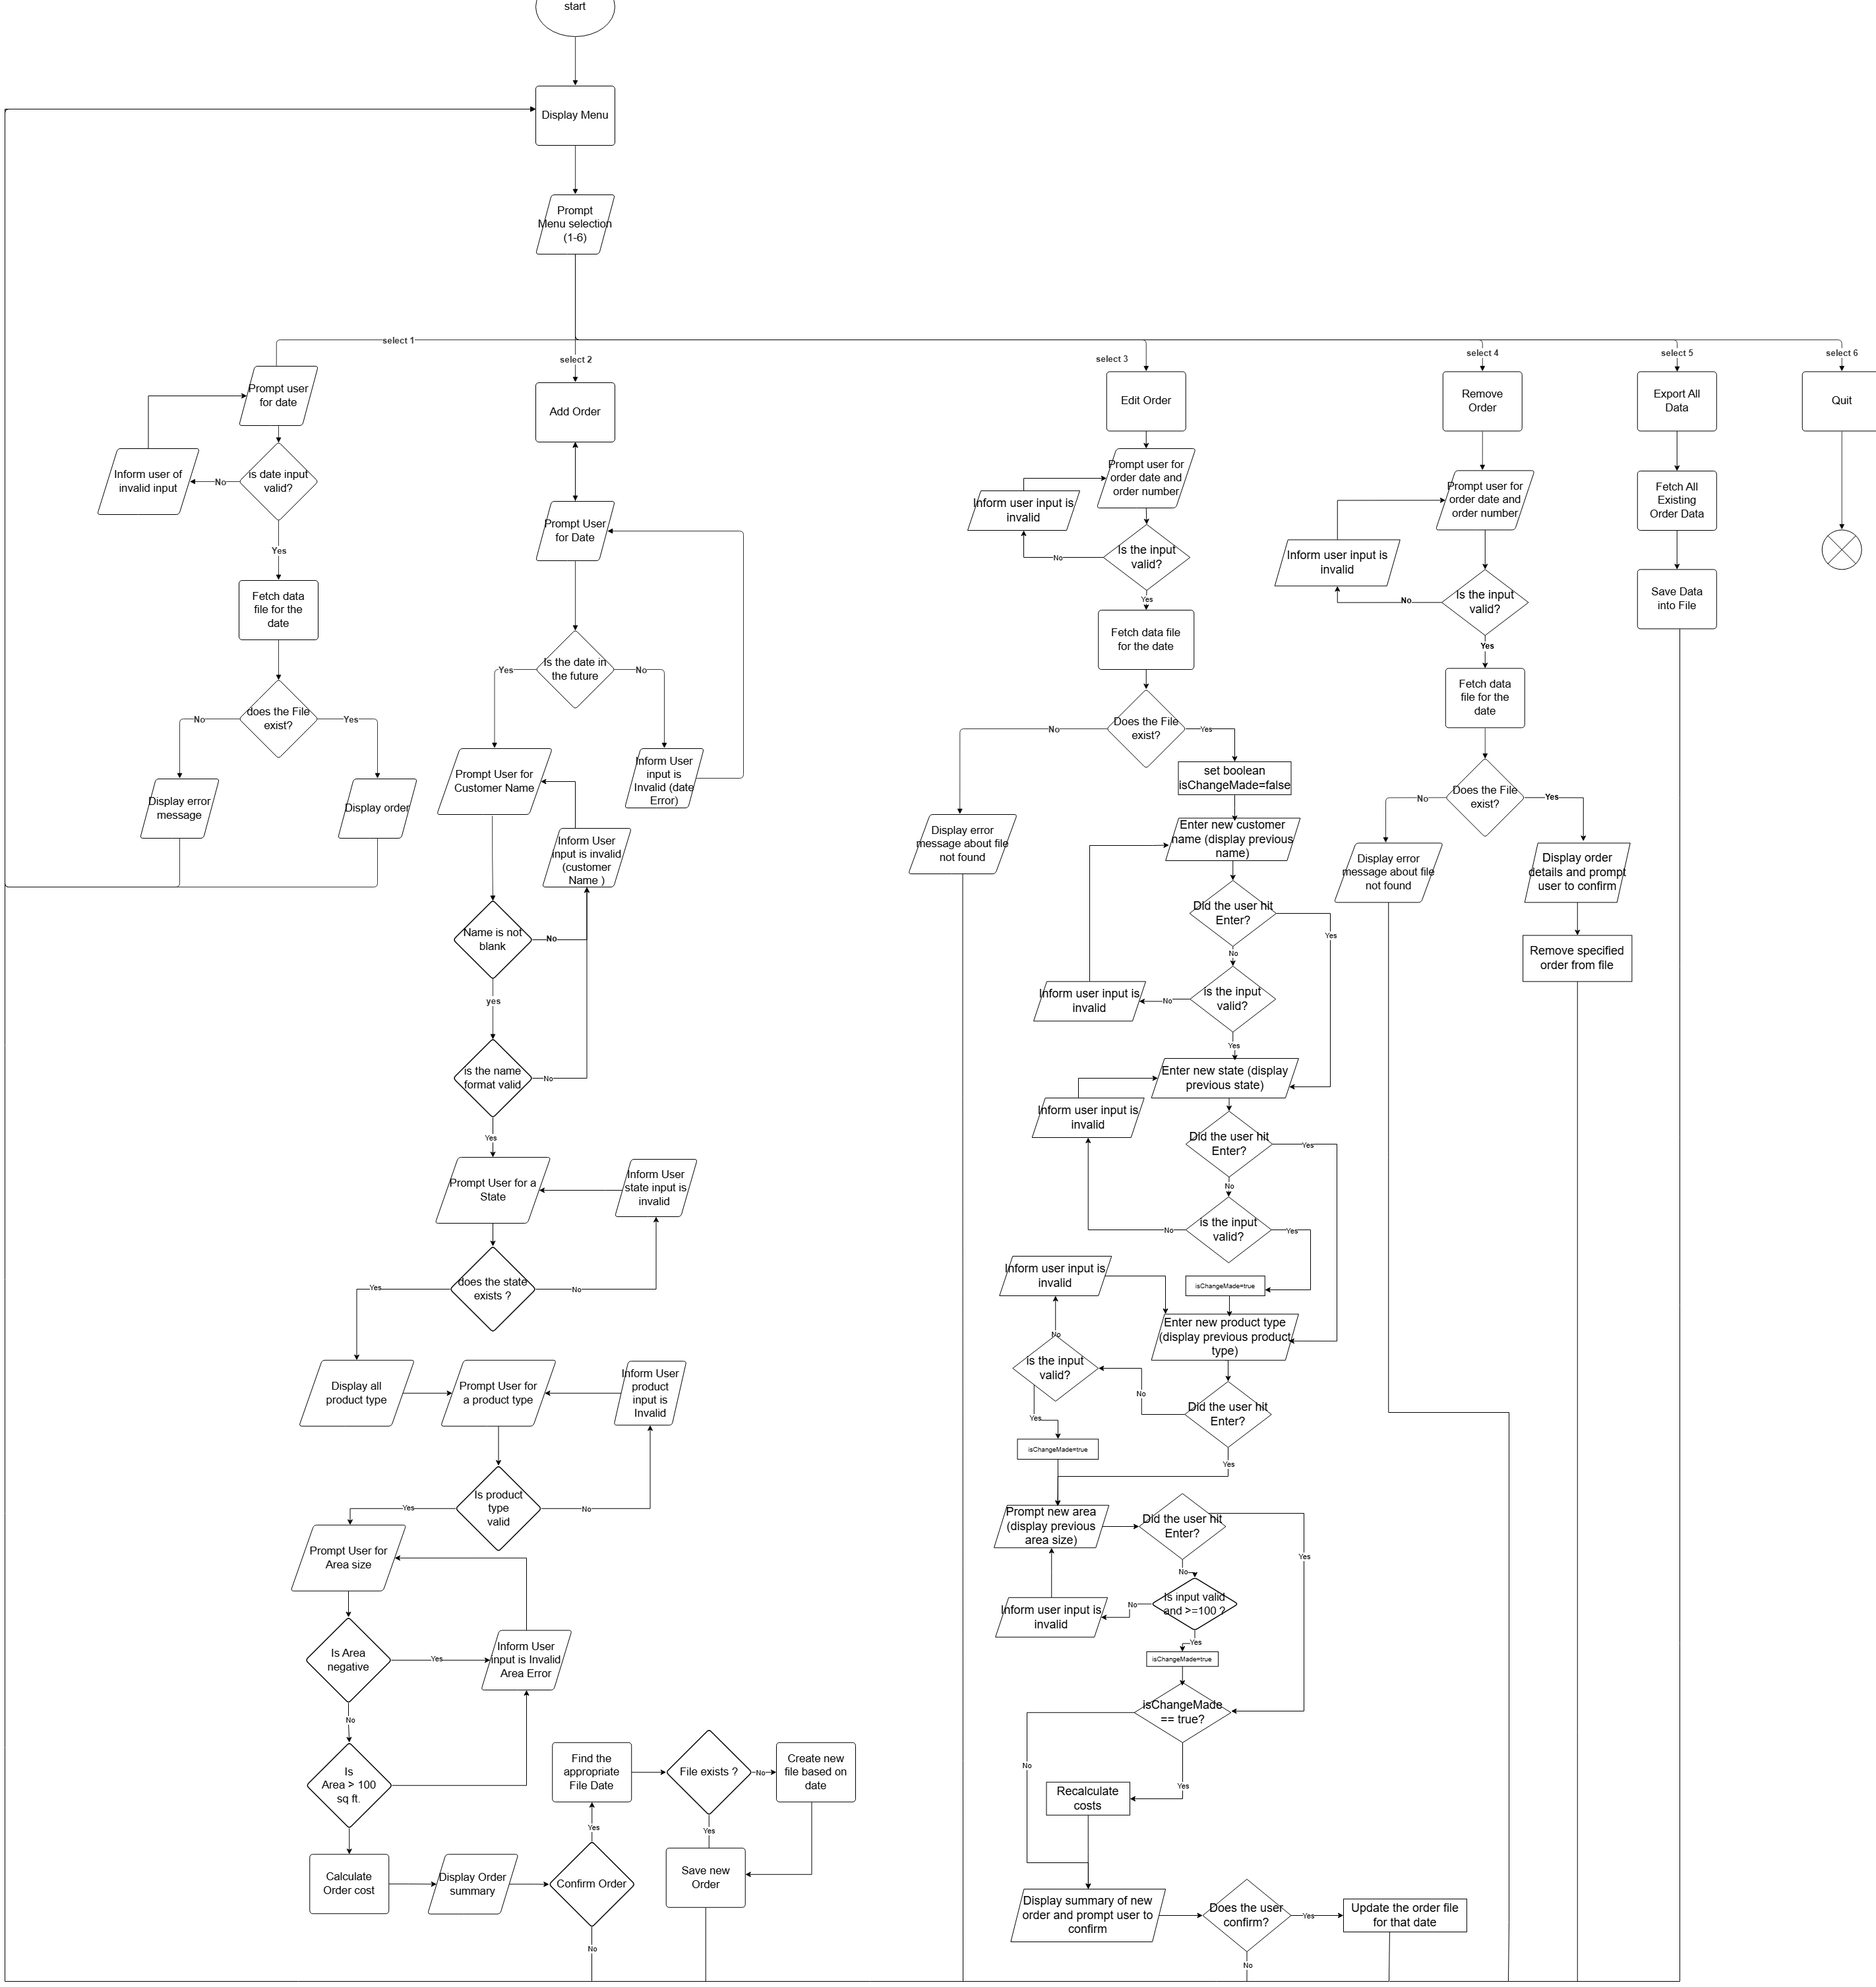 start
Display Menu
Prompt
Menu selection
(1-6)
select 1
select 2
select 3
select 4
select 5
select 6
Prompt user
for date
Inform user of
invalid input
No
is date input
valid?
Yes
Fetch data
file for the
date
does the File
exist?
No
Yes
Display error
message
Display order
Add Order
Prompt User
for Date
Is the date in
the future
Yes
No
Prompt User for
Customer Name
Inform User
input is
Invalid (date
Error)
Inform User
input is invalid
(customer
Name )
Name is not
blank
No
yes
is the name
format valid
No
Yes
Prompt User for a
State
Inform User
state input is
invalid
does the state
exists ?
Yes
No
Display all
product type
Prompt User for
a product type
Inform User
product
input is
Invalid
Is product
type
valid
Yes
No
Prompt User for
Area size
Is Area
negative
Yes
Inform User
input is Invalid
Area Error
No
Is
Area > 100
sq ft.
Calculate
Order cost
Display Order
summary
Confirm Order
Yes
No
Find the
appropriate
File Date
File exists ?
No
Create new
file based on
date
Yes
Save new
Order
Edit Order
Prompt user for
order date and
order number
Inform user input is
invalid
Is the input
valid?
No
Yes
Fetch data file
for the date
Does the File
exist?
No
Yes
Display error
message about file
not found
set boolean
isChangeMade=false
Enter new customer
name (display previous
name)
Did the user hit
Enter?
Yes
No
is the input
valid?
No
Inform user input is
invalid
Yes
Enter new state (display
previous state)
Inform user input is
invalid
Did the user hit
Enter?
Yes
No
is the input
valid?
No
Yes
isChangeMade=true
Inform user input is
invalid
Enter new product type
(display previous product
type)
No
is the input
valid?
No
Did the user hit
Enter?
Yes
Yes
isChangeMade=true
Prompt new area
(display previous
area size)
Did the user hit
Enter?
Yes
No
Is input valid
and >=100 ?
No
Inform user input is
invalid
Yes
isChangeMade=true
isChangeMade
== true?
No
Yes
Recalculate
costs
Display summary of new
order and prompt user to
confirm
Does the user
confirm?
Yes
No
Update the order file
for that date
Remove
Order
Prompt user for
order date and
order number
Inform user input is
invalid
Is the input
valid?
No
Yes
Fetch data
file for the
date
Does the File
exist?
No
Yes
Display error
message about file
not found
Display order
details and prompt
user to confirm
Remove specified
order from file
Export All
Data
Fetch All
Existing
Order Data
Save Data
into File
Quit